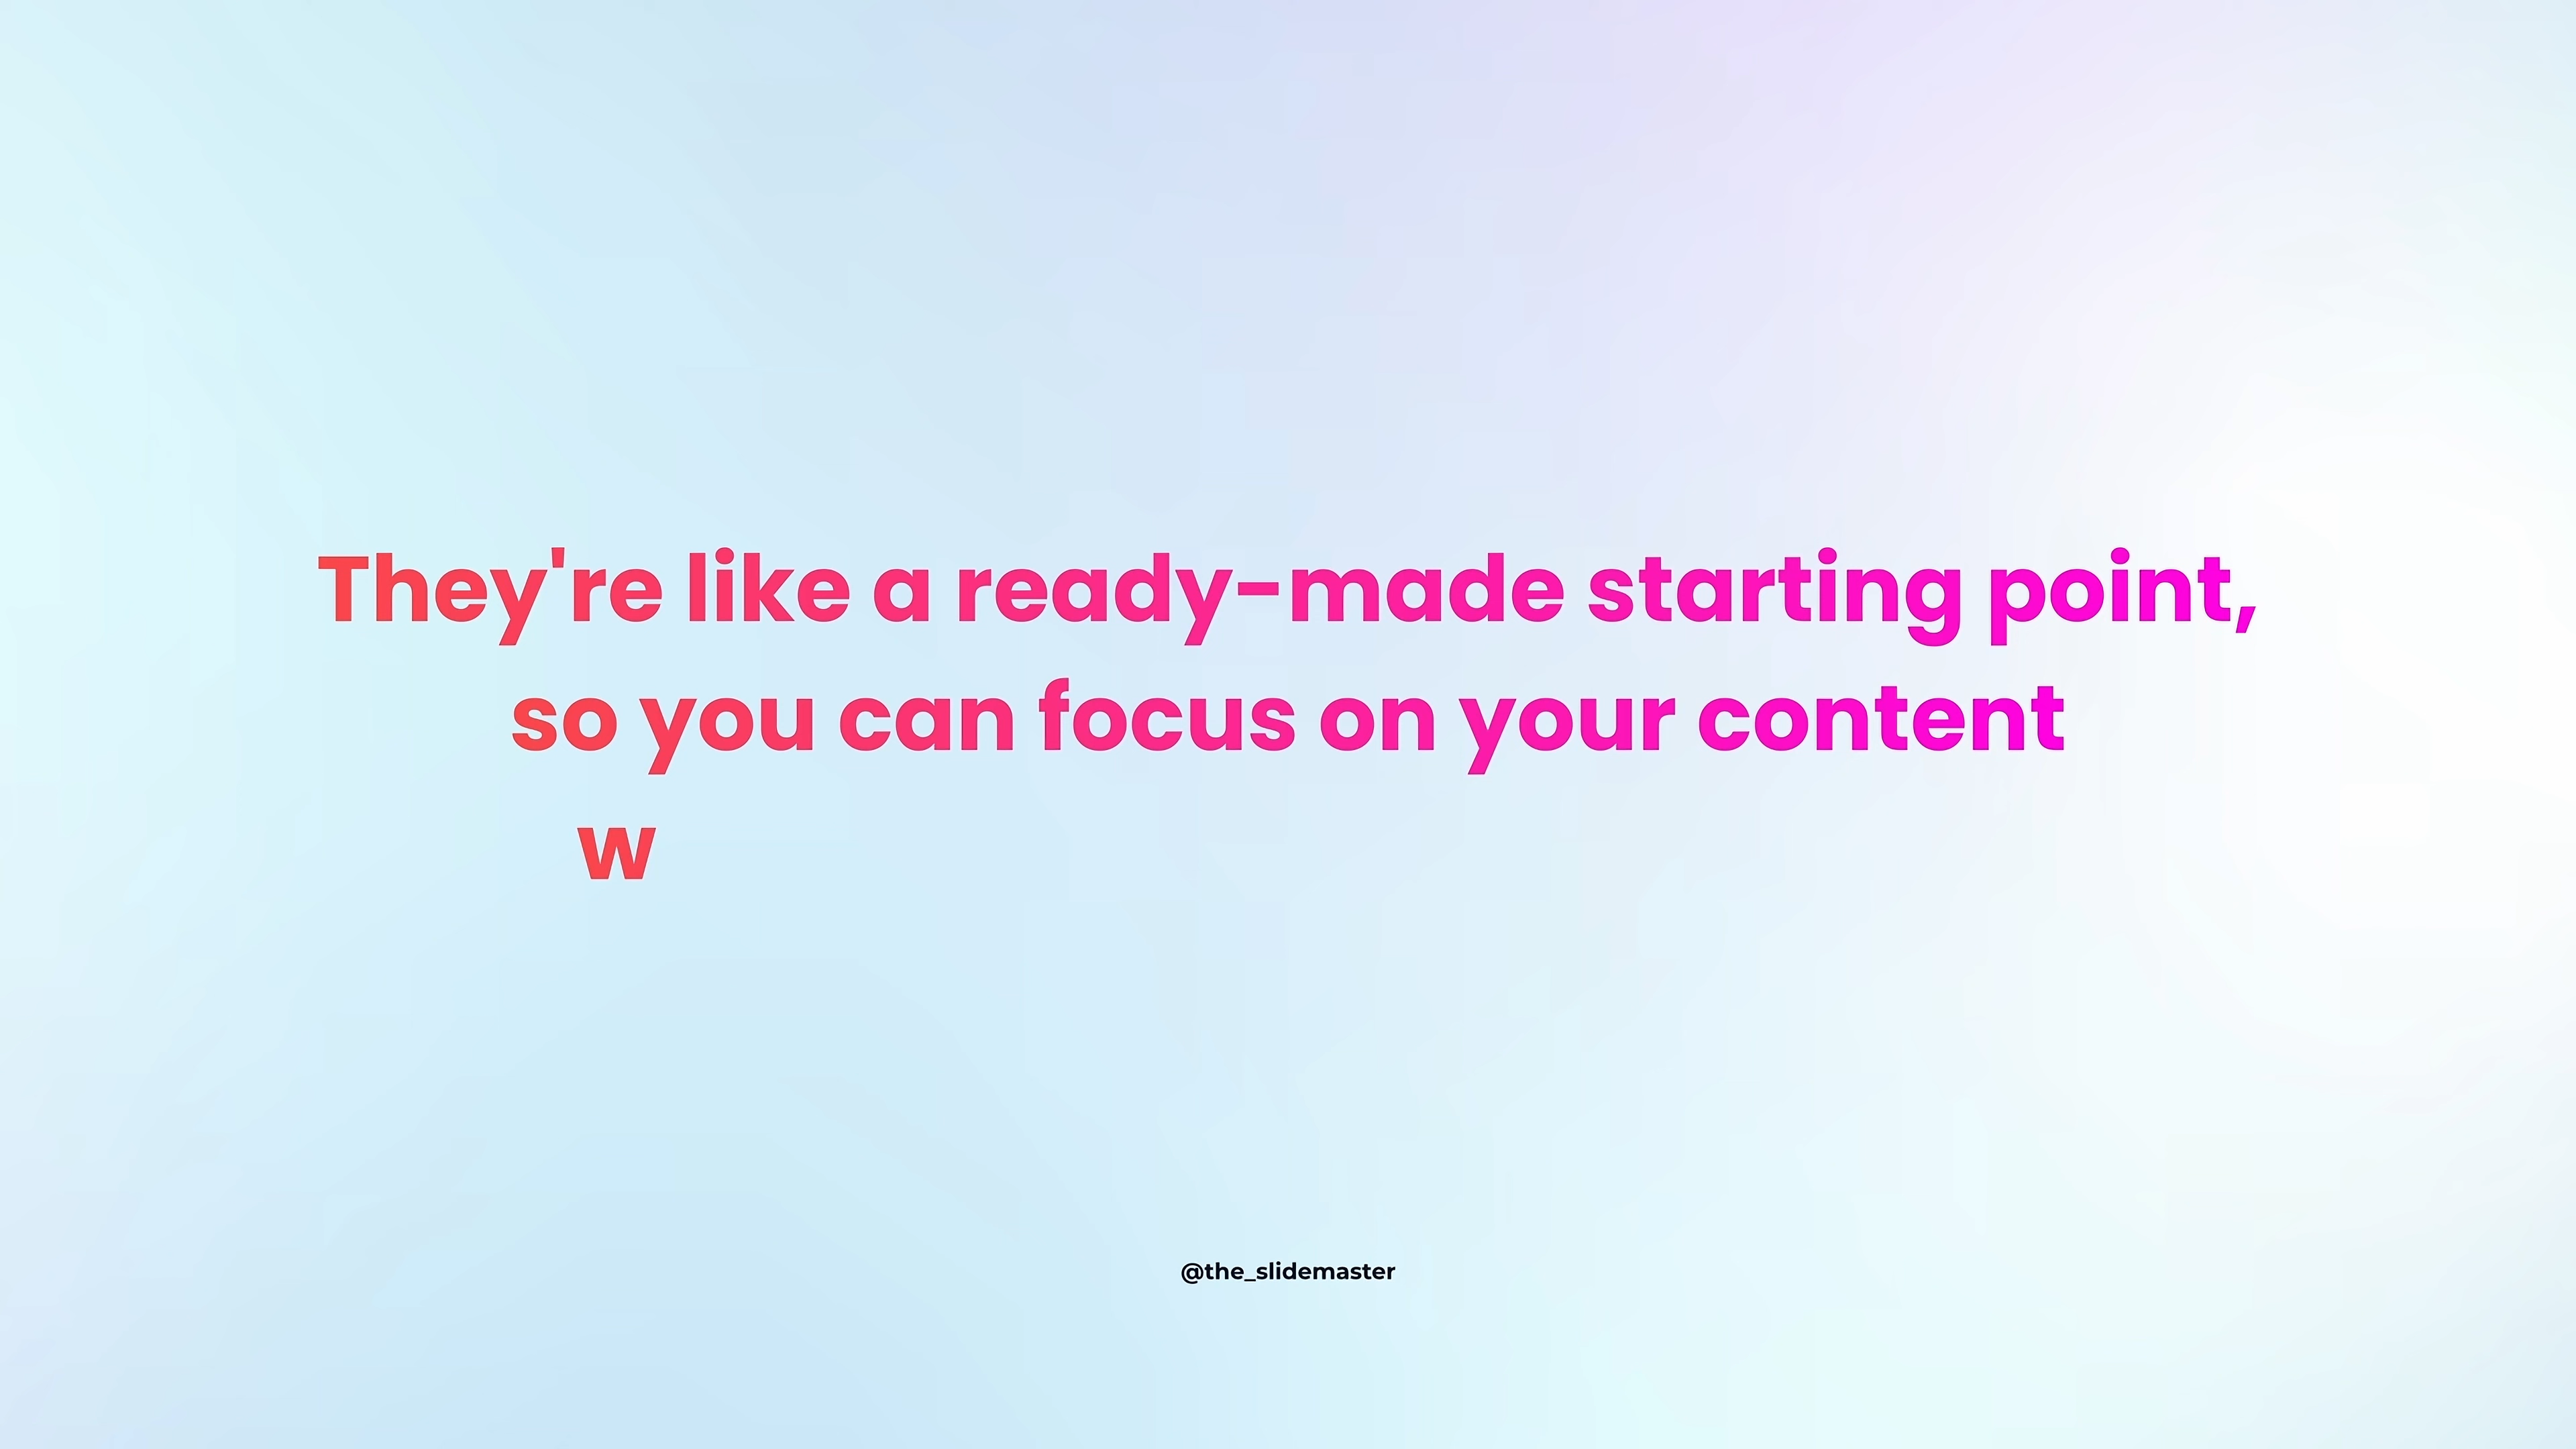 They're like a ready-made starting point,
so you can focus on your content
w
@the_slidemaster